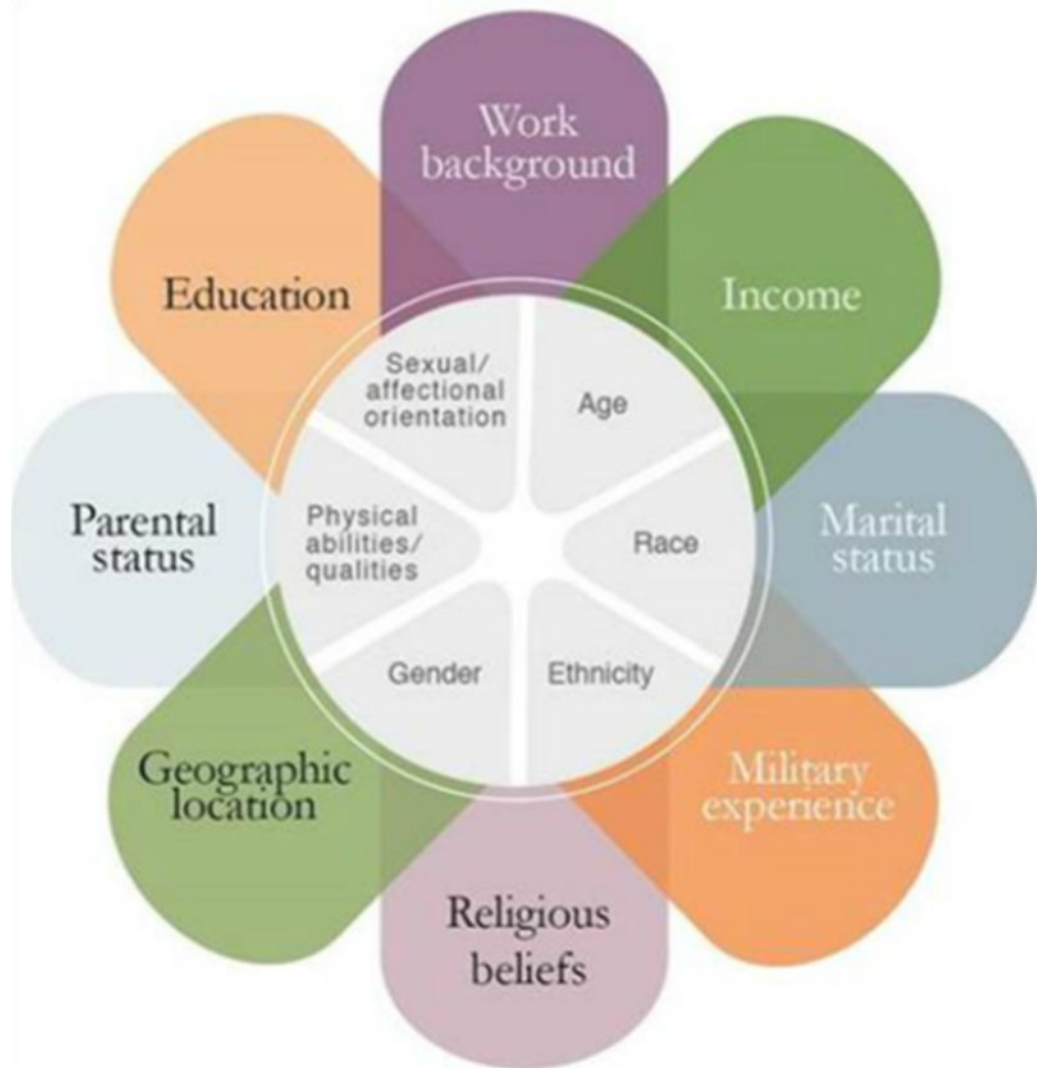 Work
background
Income
Marital
status
Military
experience
Religious
beliefs
Geographic
location
Parental
status
Education
Sexual/
affectional
orientation
Age
Race
Ethnicity
Gender
Physical
abilities/
qualities